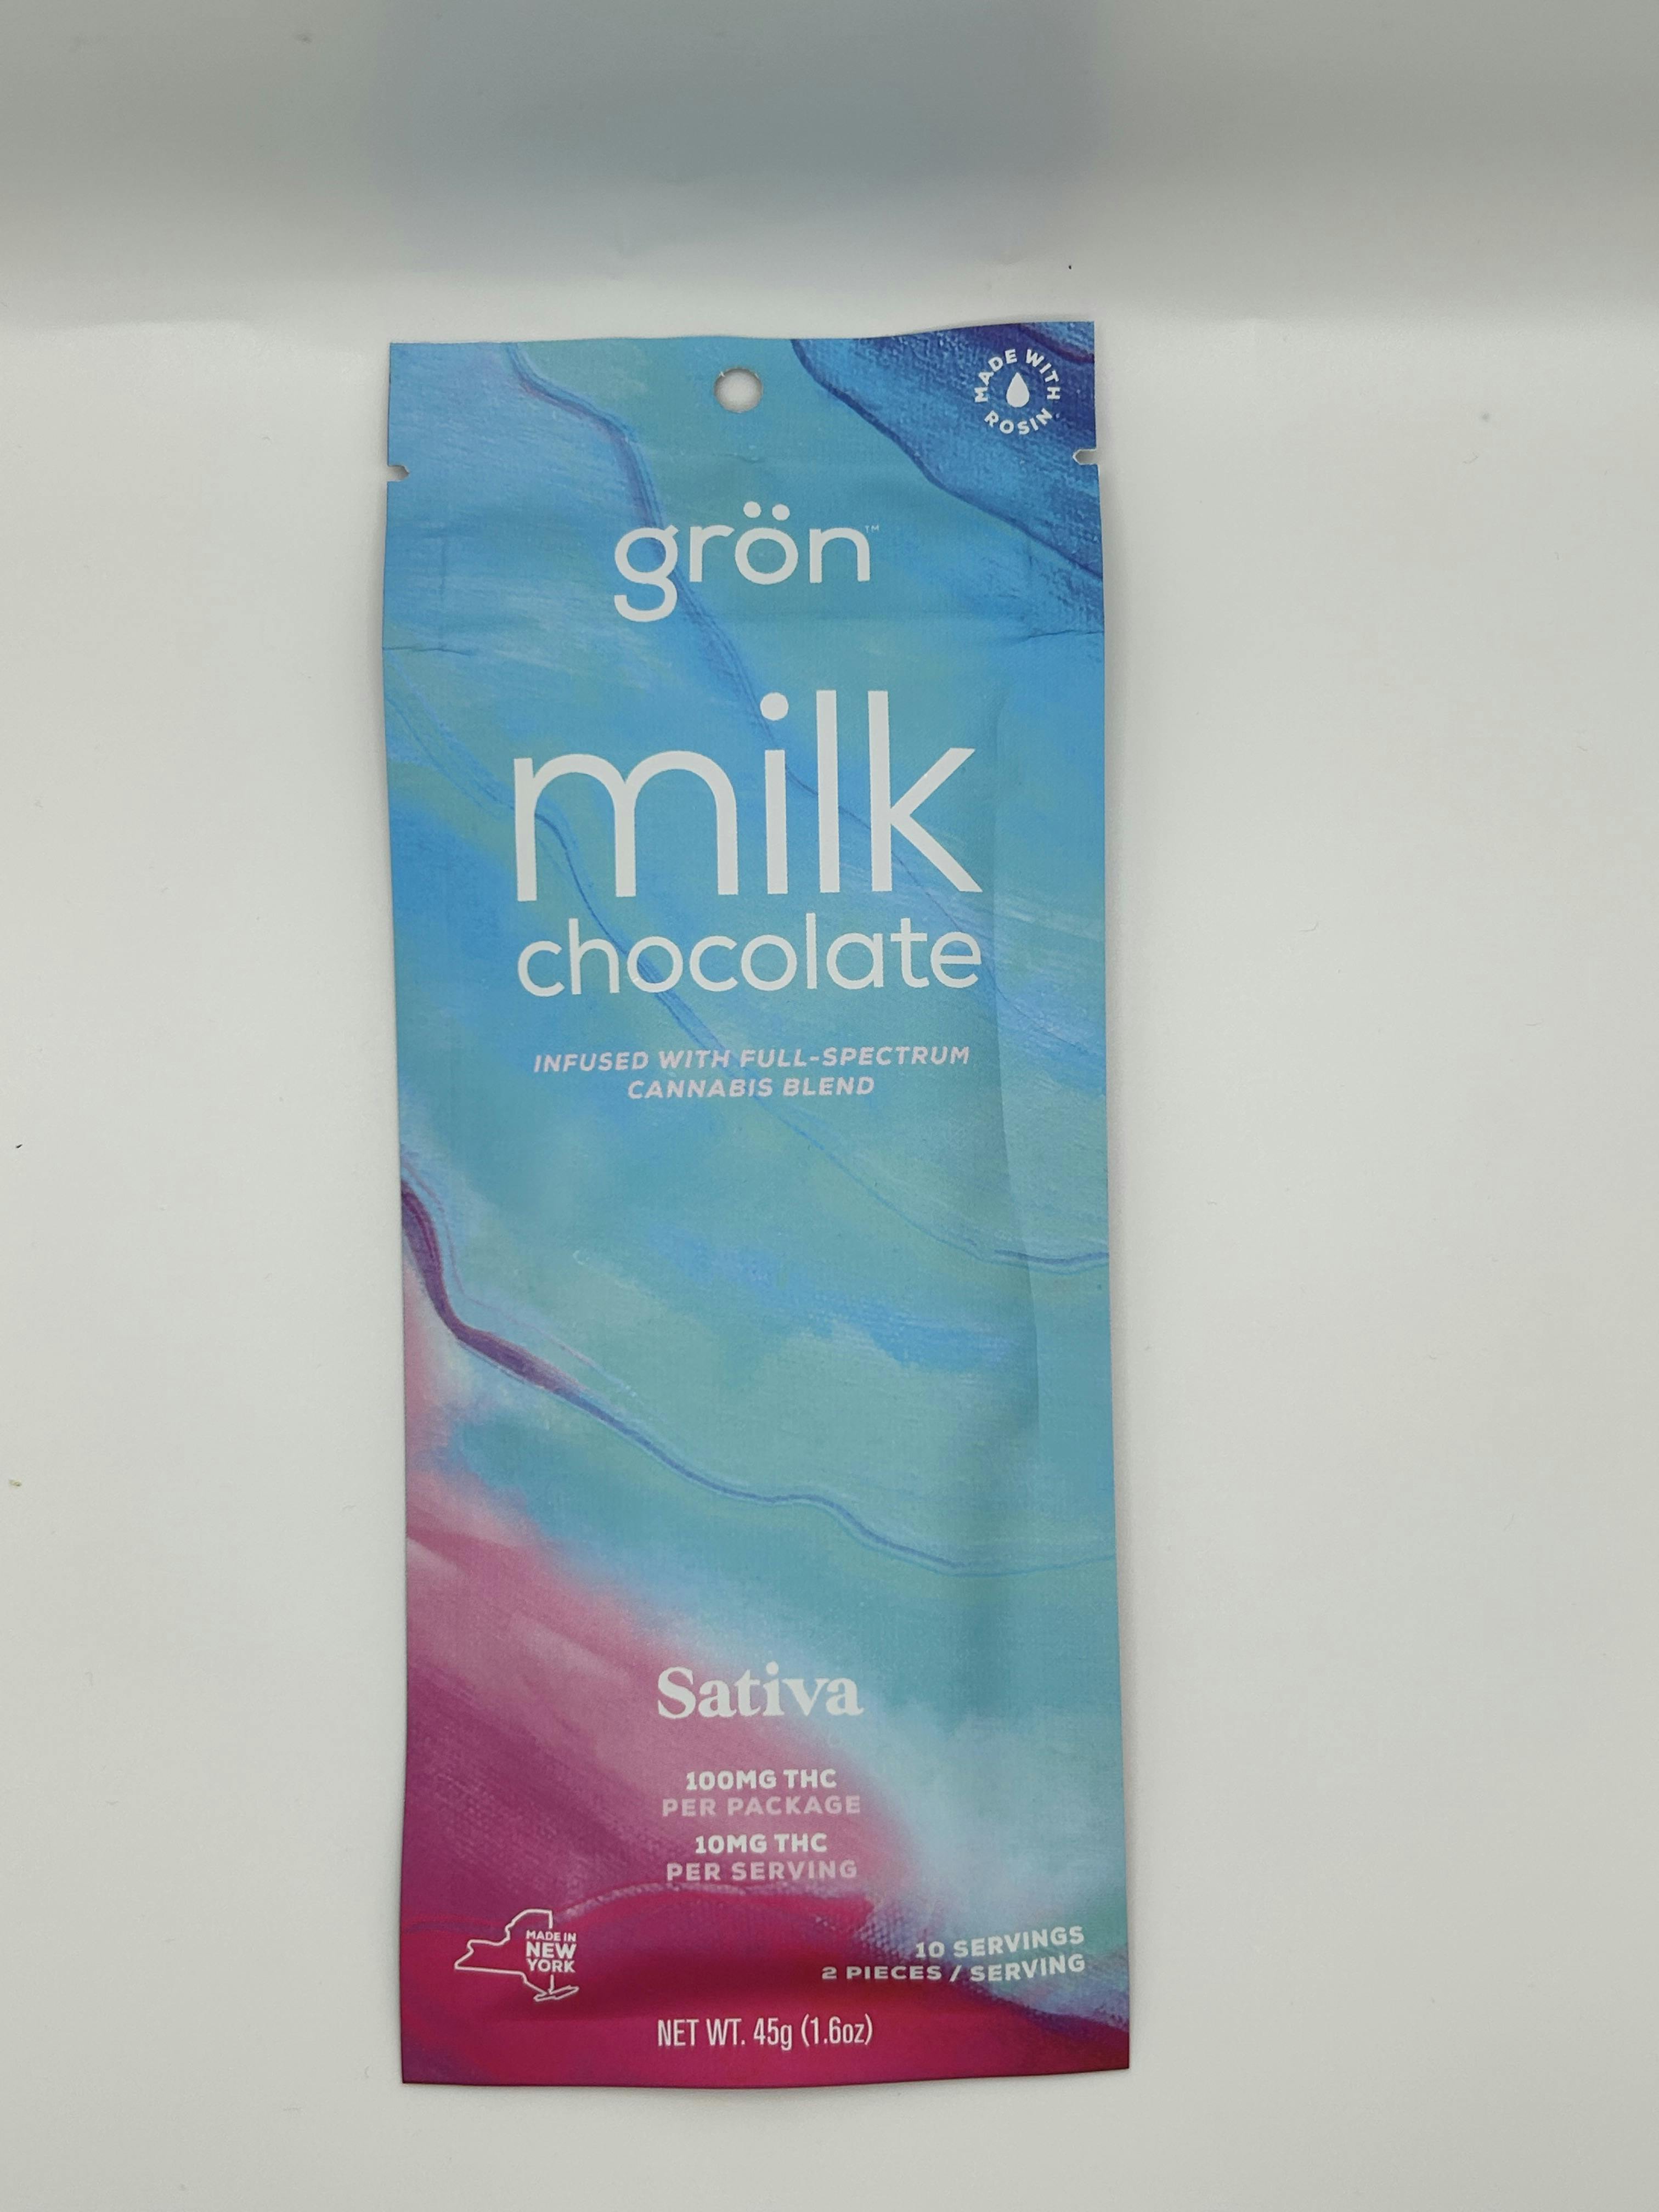 MADE WITH
ROSIN
grön™
milk
chocolate
INFUSED WITH FULL-SPECTRUM
CANNABIS BLEND
Sativa
100MG THC
PER PACKAGE
10MG THC
PER SERVING
MADE IN
NEW
YORK
10 SERVINGS
2 PIECES / SERVING
NET WT. 45g (1.6oz)